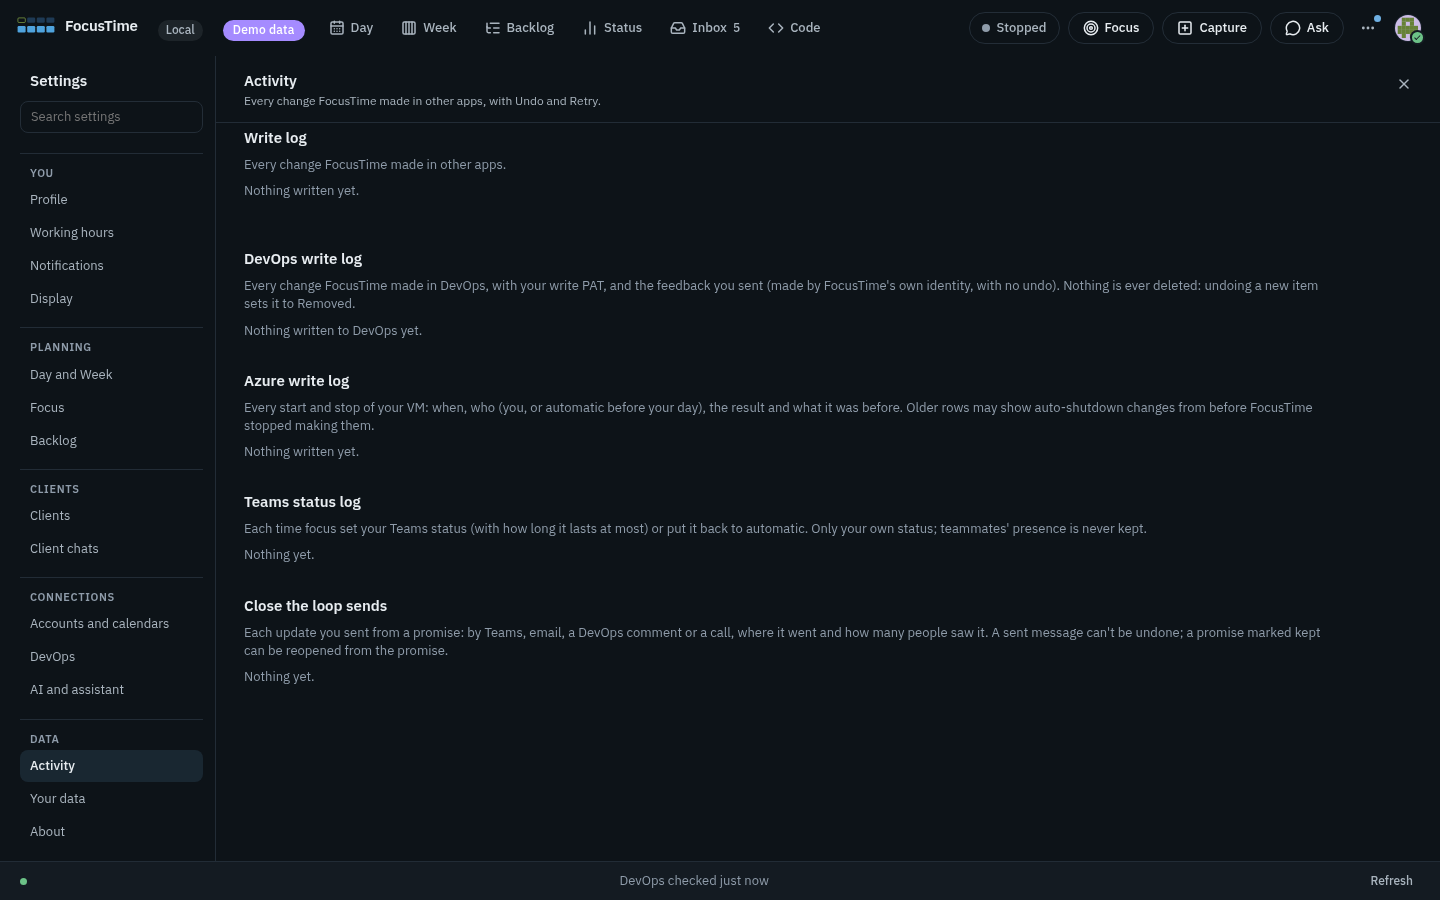 FocusTime
Local
Demo data
Day
Week
Backlog
Status
Inbox 5
Code
Stopped
Focus
Capture
Ask
Settings
Search settings
YOU
Profile
Working hours
Notifications
Display
PLANNING
Day and Week
Focus
Backlog
CLIENTS
Clients
Client chats
CONNECTIONS
Accounts and calendars
DevOps
AI and assistant
DATA
Activity
Your data
About
Activity
Every change FocusTime made in other apps, with Undo and Retry.
Write log
Every change FocusTime made in other apps.
Nothing written yet.
DevOps write log
Every change FocusTime made in DevOps, with your write PAT, and the feedback you sent (made by FocusTime's own identity, with no undo). Nothing is ever deleted: undoing a new item
sets it to Removed.
Nothing written to DevOps yet.
Azure write log
Every start and stop of your VM: when, who (you, or automatic before your day), the result and what it was before. Older rows may show auto-shutdown changes from before FocusTime
stopped making them.
Nothing written yet.
Teams status log
Each time focus set your Teams status (with how long it lasts at most) or put it back to automatic. Only your own status; teammates' presence is never kept.
Nothing yet.
Close the loop sends
Each update you sent from a promise: by Teams, email, a DevOps comment or a call, where it went and how many people saw it. A sent message can't be undone; a promise marked kept
can be reopened from the promise.
Nothing yet.
DevOps checked just now
Refresh